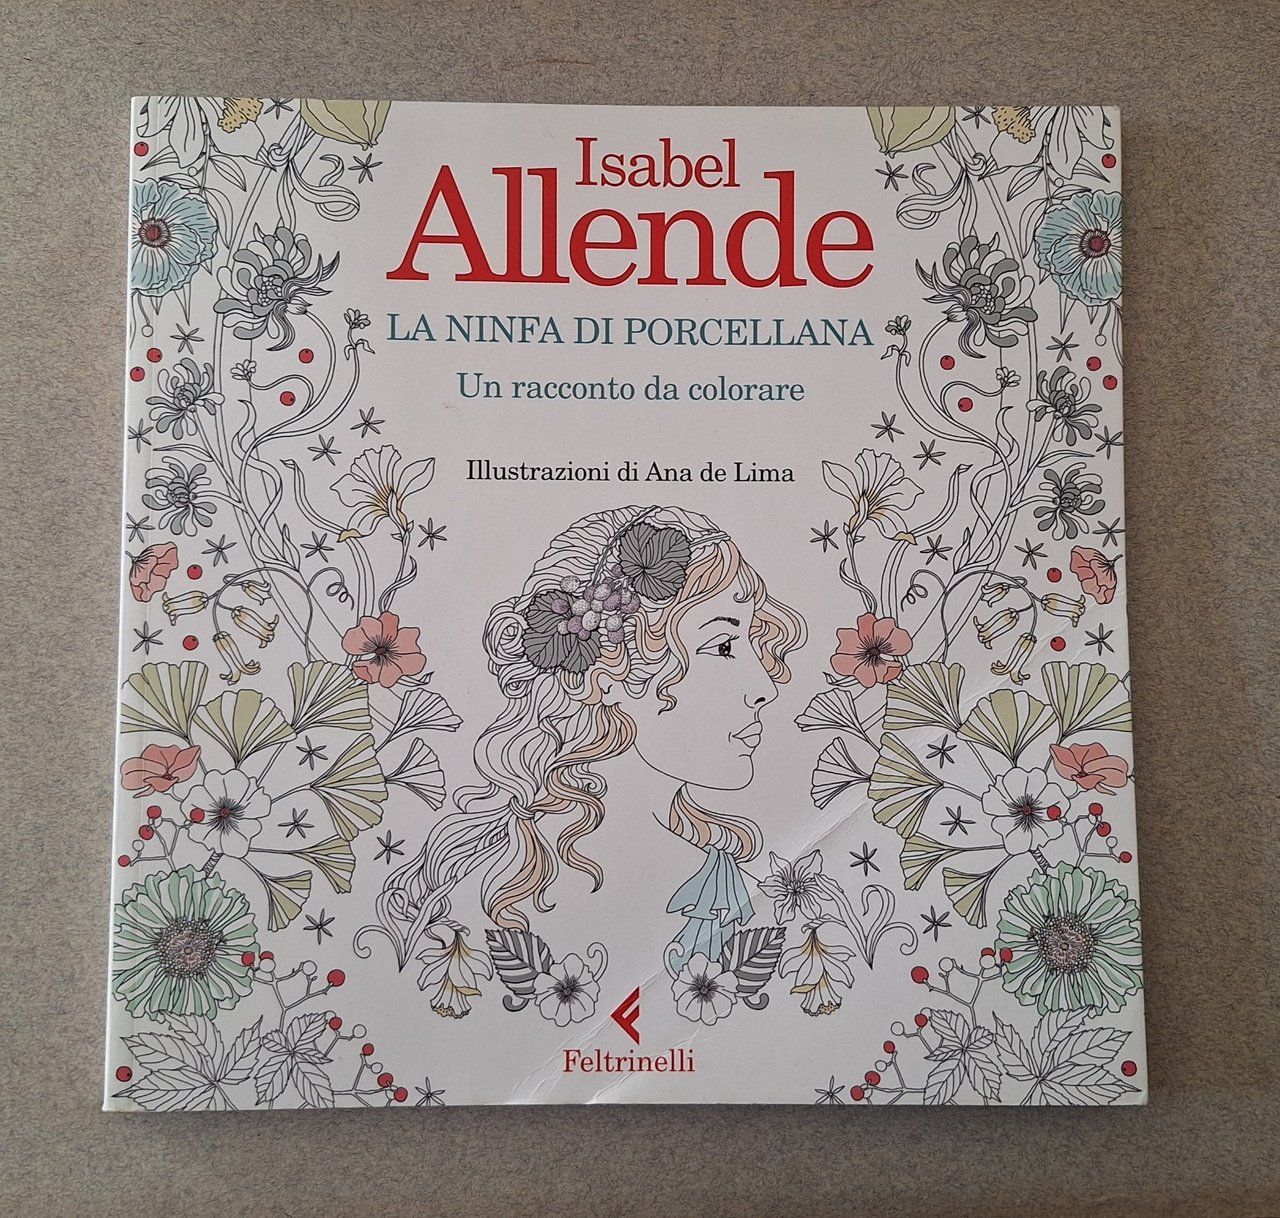 Isabel
Allende
LA NINFA DI PORCELLANA
Un racconto da colorare
Illustrazioni di Ana de Lima
Feltrinelli